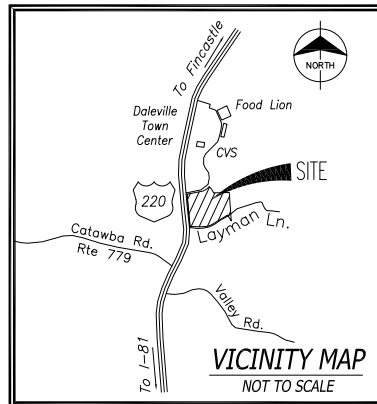 To Fincastle
NORTH
Daleville
Town
Center
Food Lion
CVS
SITE
220
Layman Ln.
Catawba Rd.
Rte 779
Valley Rd.
To I-81
VICINITY MAP
NOT TO SCALE